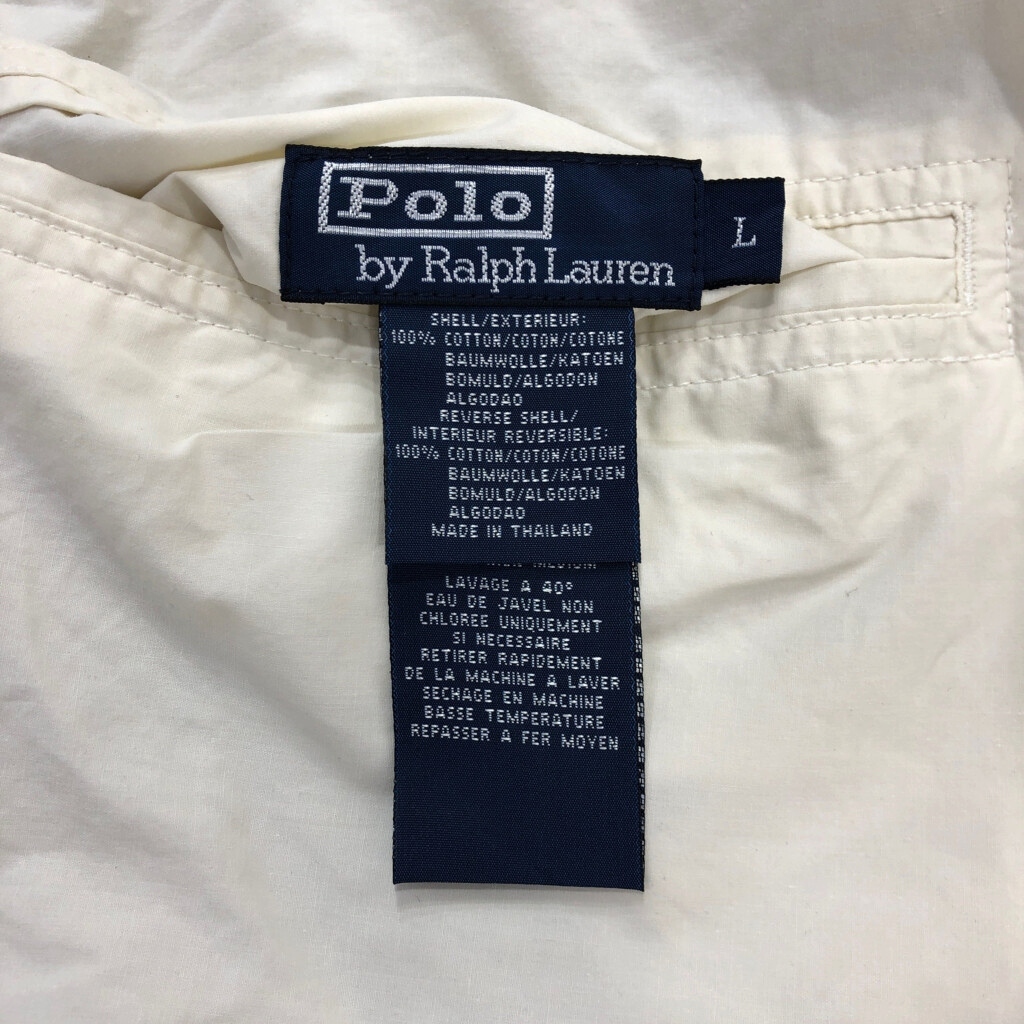 Polo
by Ralph Lauren
L
SHELL/EXTERIEUR:
100% COTTON/COTON/COTONE
BAUMWOLLE/KATOEN
BOMULD/ALGODON
ALGODAO
REVERSE SHELL/
INTERIEUR REVERSIBLE:
100% COTTON/COTON/COTONE
BAUMWOLLE/KATOEN
BOMULD/ALGODON
ALGODAO
MADE IN THAILAND
LAVAGE A 40°
EAU DE JAVEL NON
CHLOREE UNIQUEMENT
SI NECESSAIRE
RETIRER RAPIDEMENT
DE LA MACHINE A LAVER
SECHAGE EN MACHINE
BASSE TEMPERATURE
REPASSER A FER MOYEN